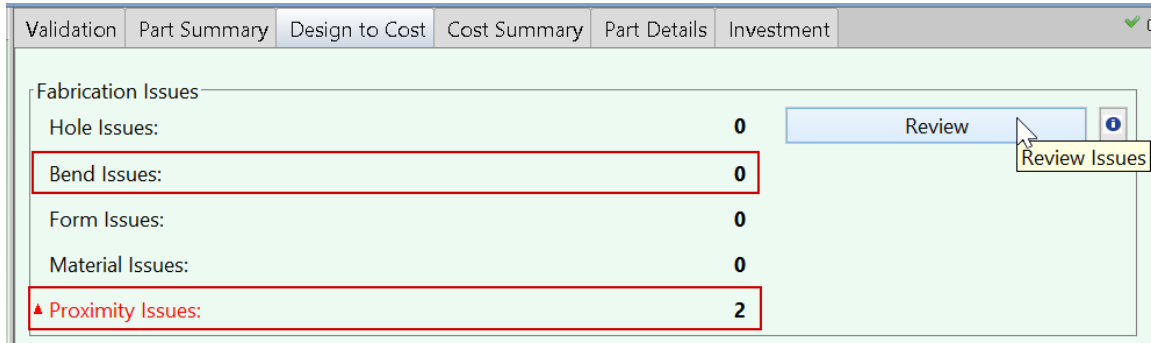 Validation Part Summary Design to Cost Cost Summary Part Details Investment
Fabrication Issues
Hole Issues: 0 Review
Review Issues
Bend Issues: 0
Form Issues: 0
Material Issues: 0
Proximity Issues: 2